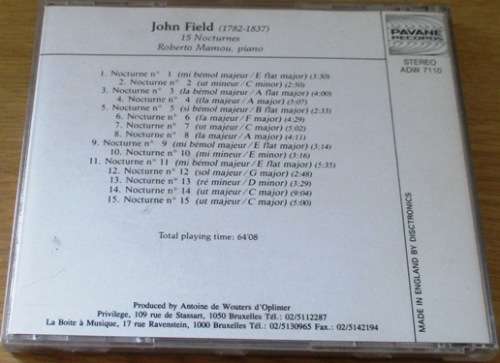 John Field (1782-1837)
15 Nocturnes
Roberto Mamou, piano
PAVANE
RECORDS
STEREO
ADW 7110
1. Nocturne n° 1 (mi bémol majeur/E flat major) (3:30)
2. Nocturne n° 2 (ut mineur/C minor) (2:50)
3. Nocturne n° 3 (la bémol majeur/A flat major) (4:00)
4. Nocturne n° 4 (la majeur/A major) (5:07)
5. Nocturne n° 5 (si bémol majeur/B flat major) (2:35)
6. Nocturne n° 6 (fa majeur/F major) (4:29)
7. Nocturne n° 7 (ut majeur/C major) (5:02)
8. Nocturne n° 8 (la majeur/A major) (4:11)
9. Nocturne n° 9 (mi bémol majeur/E flat major) (3:14)
10. Nocturne n° 10 (mi mineur/E minor) (3:16)
11. Nocturne n° 11 (mi bémol majeur/E flat major) (5:35)
12. Nocturne n° 12 (sol majeur/G major) (2:48)
13. Nocturne n° 13 (ré mineur/D minor) (3:29)
14. Nocturne n° 14 (ut majeur/C major) (9:04)
15. Nocturne n° 15 (ut majeur/C major) (5:00)
Total playing time: 64'08
MADE IN ENGLAND BY DISCTRONICS
Produced by Antoine de Wouters d'Oplinter
Privilege, 109 rue de Stassart, 1050 Bruxelles Tél.: 02/5112287
La Boite à Musique, 17 rue Ravenstein, 1000 Bruxelles Tél.: 02/5130965 Fax: 02/5142194